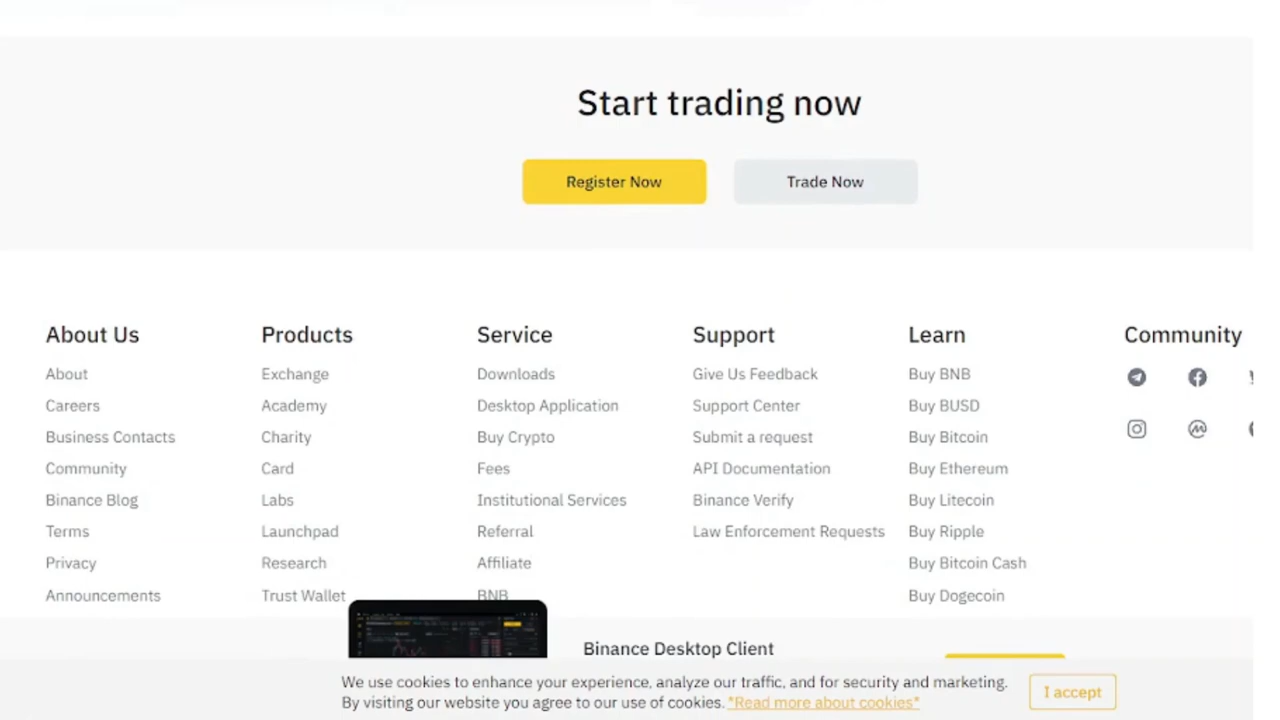 Start trading now
Register Now
Trade Now
About Us
About
Careers
Business Contacts
Community
Binance Blog
Terms
Privacy
Announcements
Products
Exchange
Academy
Charity
Card
Labs
Launchpad
Research
Trust Wallet
Service
Downloads
Desktop Application
Buy Crypto
Fees
Institutional Services
Referral
Affiliate
BNB
Support
Give Us Feedback
Support Center
Submit a request
API Documentation
Binance Verify
Law Enforcement Requests
Learn
Buy BNB
Buy BUSD
Buy Bitcoin
Buy Ethereum
Buy Litecoin
Buy Ripple
Buy Bitcoin Cash
Buy Dogecoin
Community
Binance Desktop Client
We use cookies to enhance your experience, analyze our traffic, and for security and marketing.
By visiting our website you agree to our use of cookies. *Read more about cookies*
I accept